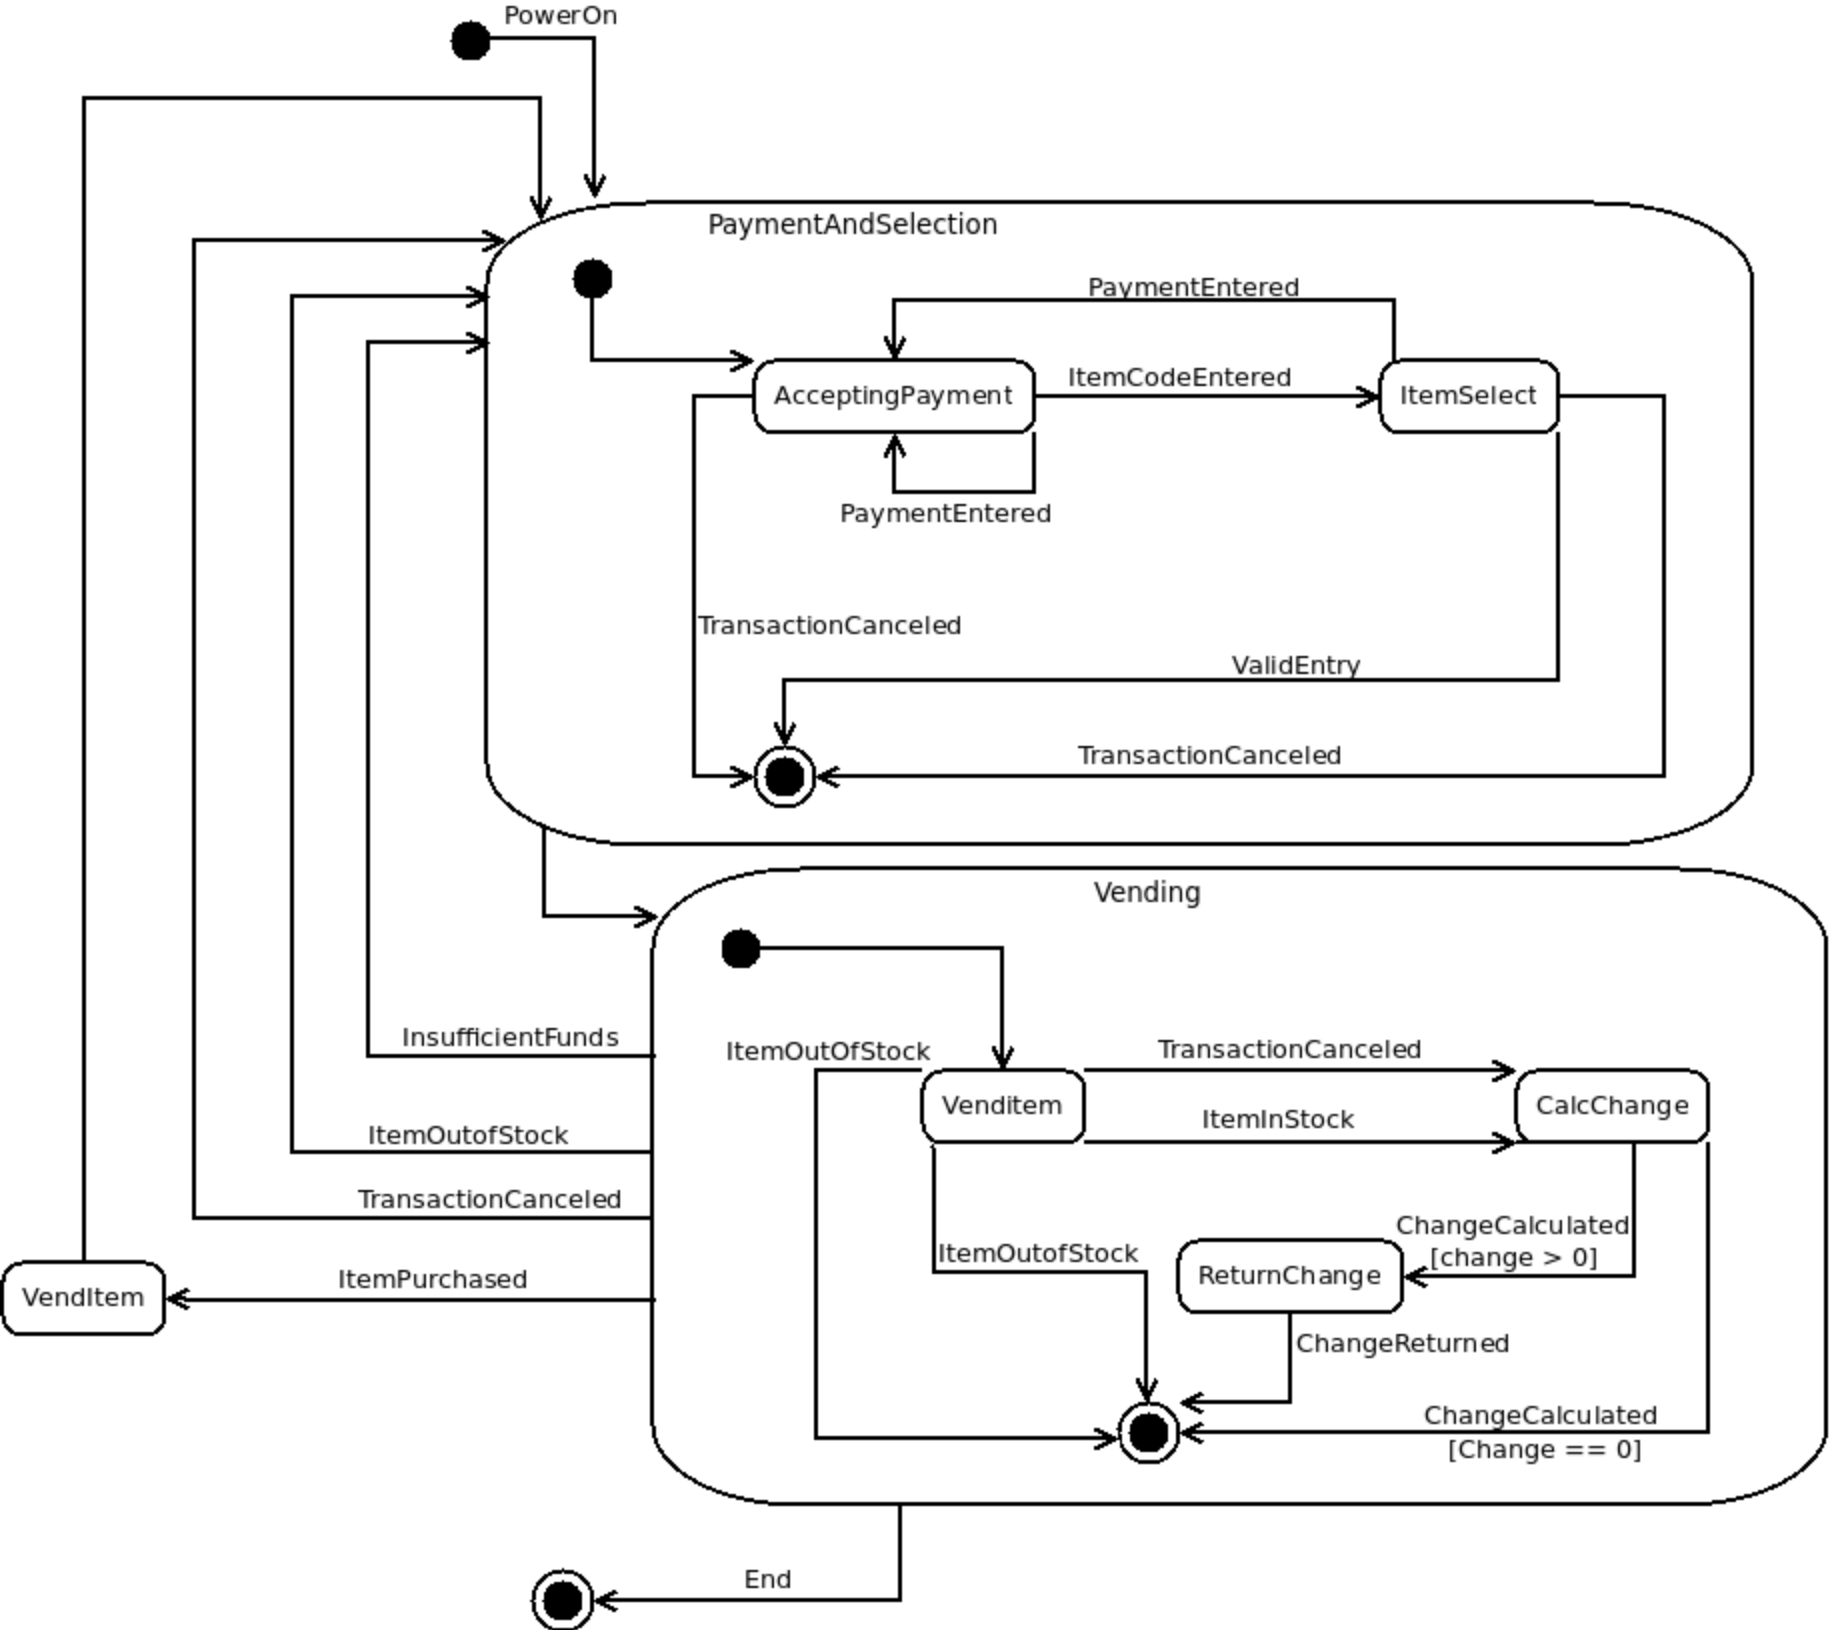 PowerOn
PaymentAndSelection
PaymentEntered
ItemCodeEntered
AcceptingPayment
ItemSelect
PaymentEntered
TransactionCanceled
ValidEntry
TransactionCanceled
Vending
InsufficientFunds
ItemOutOfStock
TransactionCanceled
VendItem
CalcChange
ItemInStock
ItemOutofStock
TransactionCanceled
ChangeCalculated
[change > 0]
ItemOutofStock
ReturnChange
ItemPurchased
VendItem
ChangeReturned
ChangeCalculated
[Change == 0]
End